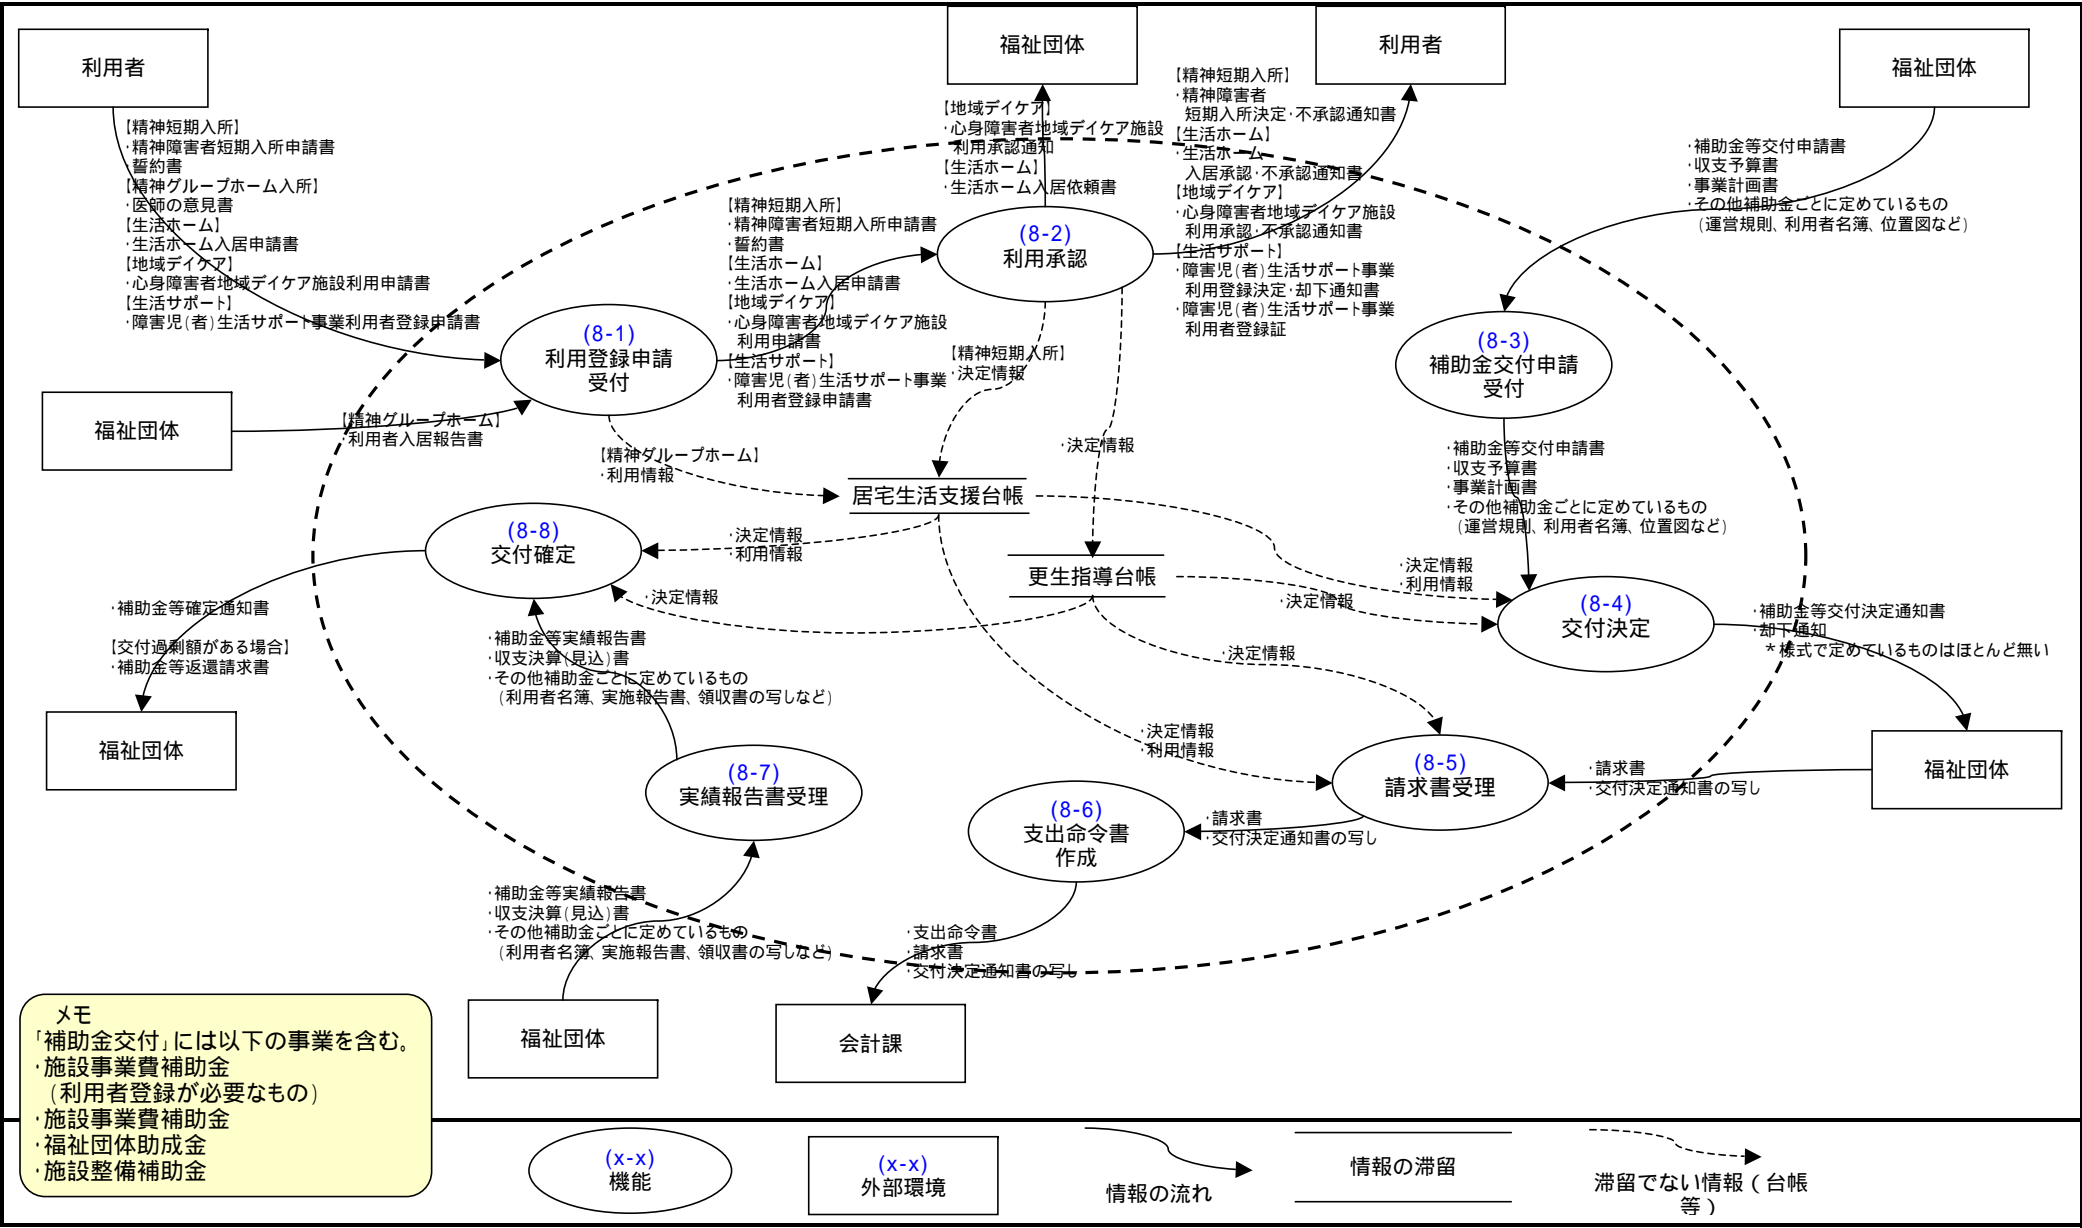 利用者
【精神短期入所】
・精神障害者短期入所申請書
・誓約書
【精神グループホーム入所】
・医師の意見書
【生活ホーム】
・生活ホーム入居申請書
【地域デイケア】
・心身障害者地域デイケア施設利用申請書
【生活サポート】
・障害児(者)生活サポート事業利用者登録申請書
福祉団体
【地域デイケア】
・心身障害者地域デイケア施設
利用承認通知
【生活ホーム】
・生活ホーム入居依頼書
利用者
【精神短期入所】
・精神障害者
短期入所決定・不承認通知書
【生活ホーム】
・生活ホーム
入居承認・不承認通知書
【地域デイケア】
・心身障害者地域デイケア施設
利用承認・不承認通知書
【生活サポート】
・障害児(者)生活サポート事業
利用登録決定・却下通知書
・障害児(者)生活サポート事業
利用者登録証
福祉団体
・補助金等交付申請書
・収支予算書
・事業計画書
・その他補助金ごとに定めているもの
(運営規則、利用者名簿、位置図など)
(8-1)
利用登録申請
受付
【精神短期入所】
・精神障害者短期入所申請書
・誓約書
【生活ホーム】
・生活ホーム入居申請書
【地域デイケア】
・心身障害者地域デイケア施設
利用申請書
【生活サポート】
・障害児(者)生活サポート事業
利用者登録申請書
(8-2)
利用承認
【精神短期入所】
・決定情報
・決定情報
(8-3)
補助金交付申請
受付
・補助金等交付申請書
・収支予算書
・事業計画書
・その他補助金ごとに定めているもの
(運営規則、利用者名簿、位置図など)
福祉団体
【精神グループホーム】
・利用者入居報告書
【精神グループホーム】
・利用情報
居宅生活支援台帳
更生指導台帳
(8-8)
交付確定
・決定情報
・利用情報
・決定情報
・決定情報
・利用情報
・決定情報
(8-4)
交付決定
・補助金等交付決定通知書
・却下通知
*様式で定めているものはほとんど無い
・補助金等確定通知書
【交付過剰額がある場合】
・補助金等返還請求書
福祉団体
・補助金等実績報告書
・収支決算(見込)書
・その他補助金ごとに定めているもの
(利用者名簿、実施報告書、領収書の写しなど)
・決定情報
・決定情報
・利用情報
(8-7)
実績報告書受理
(8-6)
支出命令書
作成
・請求書
・交付決定通知書の写し
(8-5)
請求書受理
・請求書
・交付決定通知書の写し
福祉団体
・補助金等実績報告書
・収支決算(見込)書
・その他補助金ごとに定めているもの
(利用者名簿、実施報告書、領収書の写しなど)
福祉団体
・支出命令書
・請求書
・交付決定通知書の写し
会計課
メモ
「補助金交付」には以下の事業を含む。
・施設事業費補助金
(利用者登録が必要なもの)
・施設事業費補助金
・福祉団体助成金
・施設整備補助金
(x-x)
機能
(x-x)
外部環境
情報の流れ
情報の滞留
滞留でない情報(台帳
等)